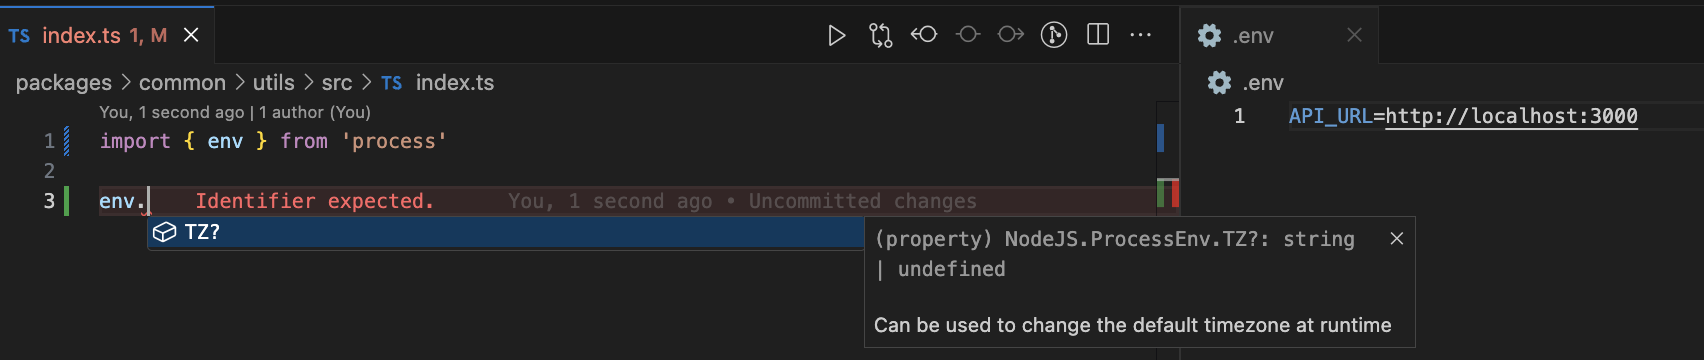 TS index.ts 1, M
.env
packages > common > utils > src > TS index.ts
.env
You, 1 second ago | 1 author (You)
1 import { env } from 'process'
2
3 env. Identifier expected. You, 1 second ago • Uncommitted changes
TZ?
(property) NodeJS.ProcessEnv.TZ?: string
| undefined
Can be used to change the default timezone at runtime
1 API_URL=http://localhost:3000